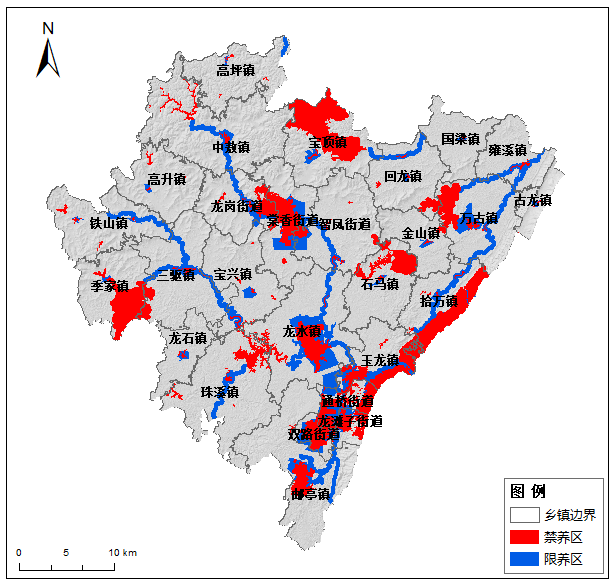 N
高坪镇
宝顶镇
国梁镇
中敖镇
雍溪镇
高升镇
回龙镇
古龙镇
龙岗街道
棠香街道
智凤街道
万古镇
铁山镇
金山镇
三驱镇
宝兴镇
石马镇
季家镇
拾万镇
龙石镇
龙水镇
玉龙镇
珠溪镇
通桥街道
龙滩子街道
双路街道
邮亭镇
图 例
乡镇边界
禁养区
限养区
0 5 10 km